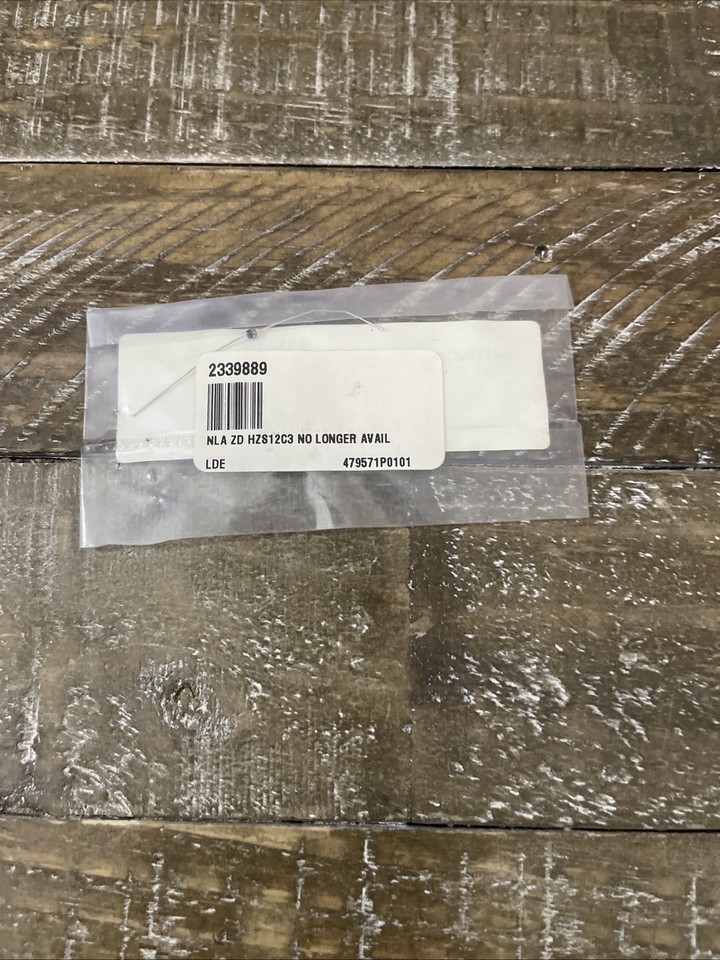 2339889
NLA ZD HZS12C3 NO LONGER AVAIL
LDE 479571P0101